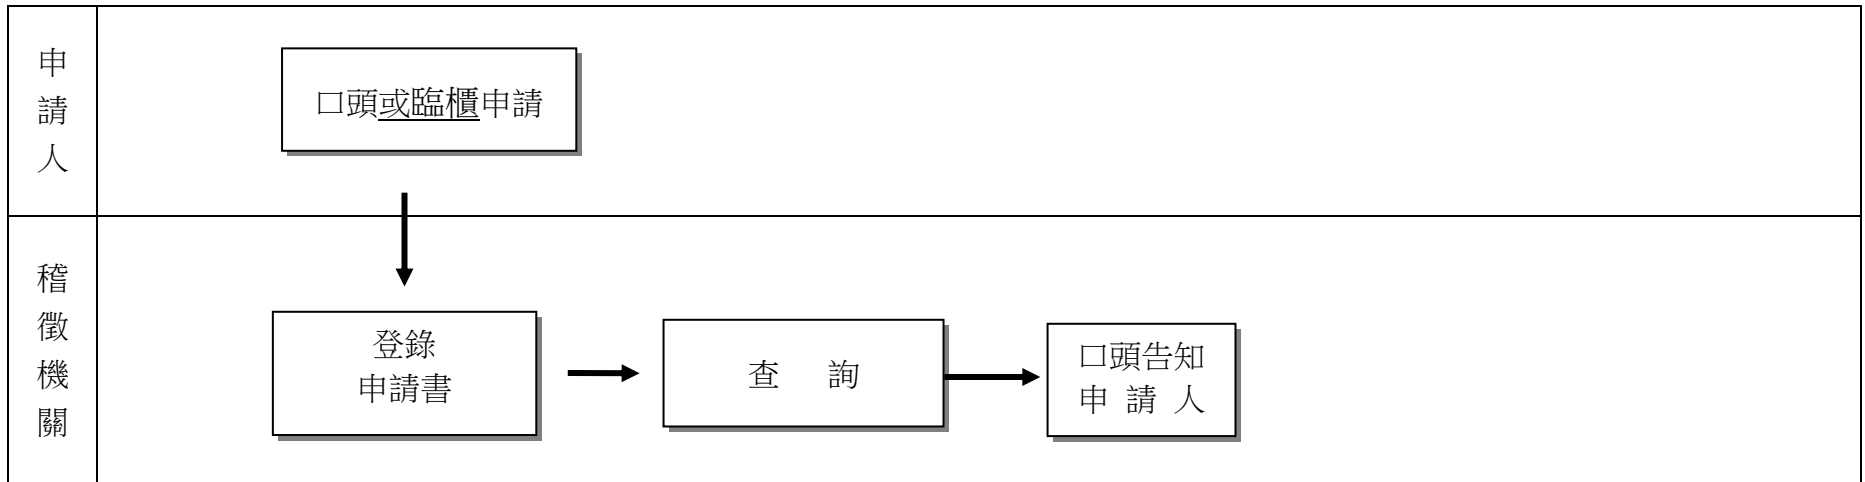 申請人
口頭或臨櫃申請
稽徵機關
登錄
申請書
查 詢
口頭告知
申 請 人